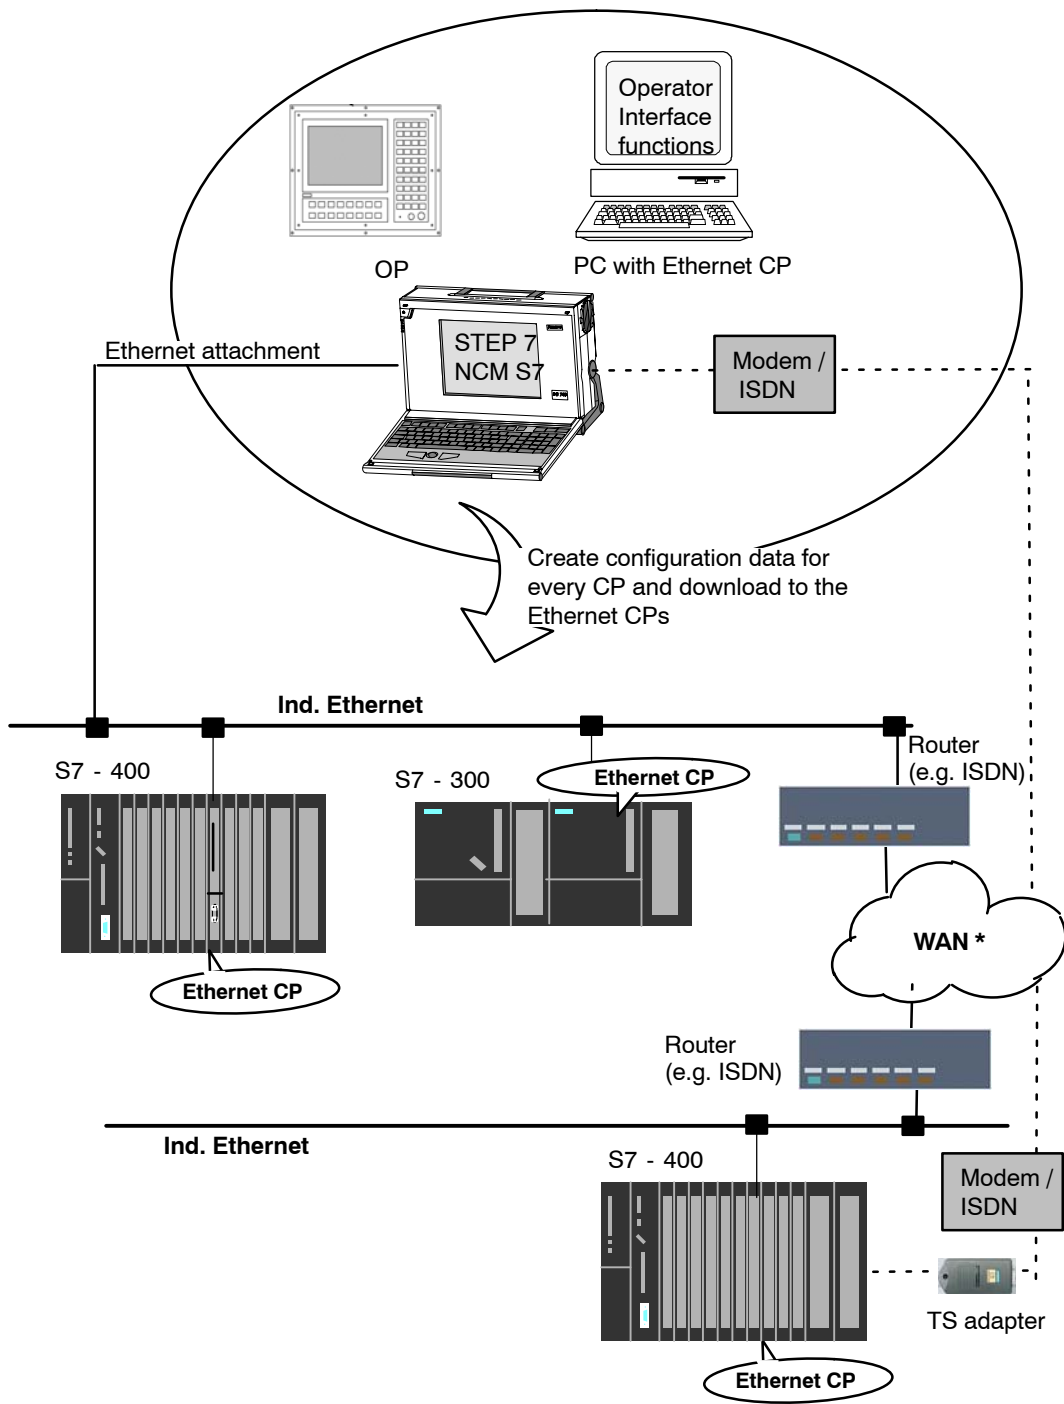 Operator
Interface
functions
OP
PC with Ethernet CP
Ethernet attachment
STEP 7
NCM S7
Modem /
ISDN
Create configuration data for
every CP and download to the
Ethernet CPs
Ind. Ethernet
S7 - 400
S7 - 300
Ethernet CP
Router
(e.g. ISDN)
WAN *
Ethernet CP
Router
(e.g. ISDN)
Ind. Ethernet
S7 - 400
Modem /
ISDN
TS adapter
Ethernet CP